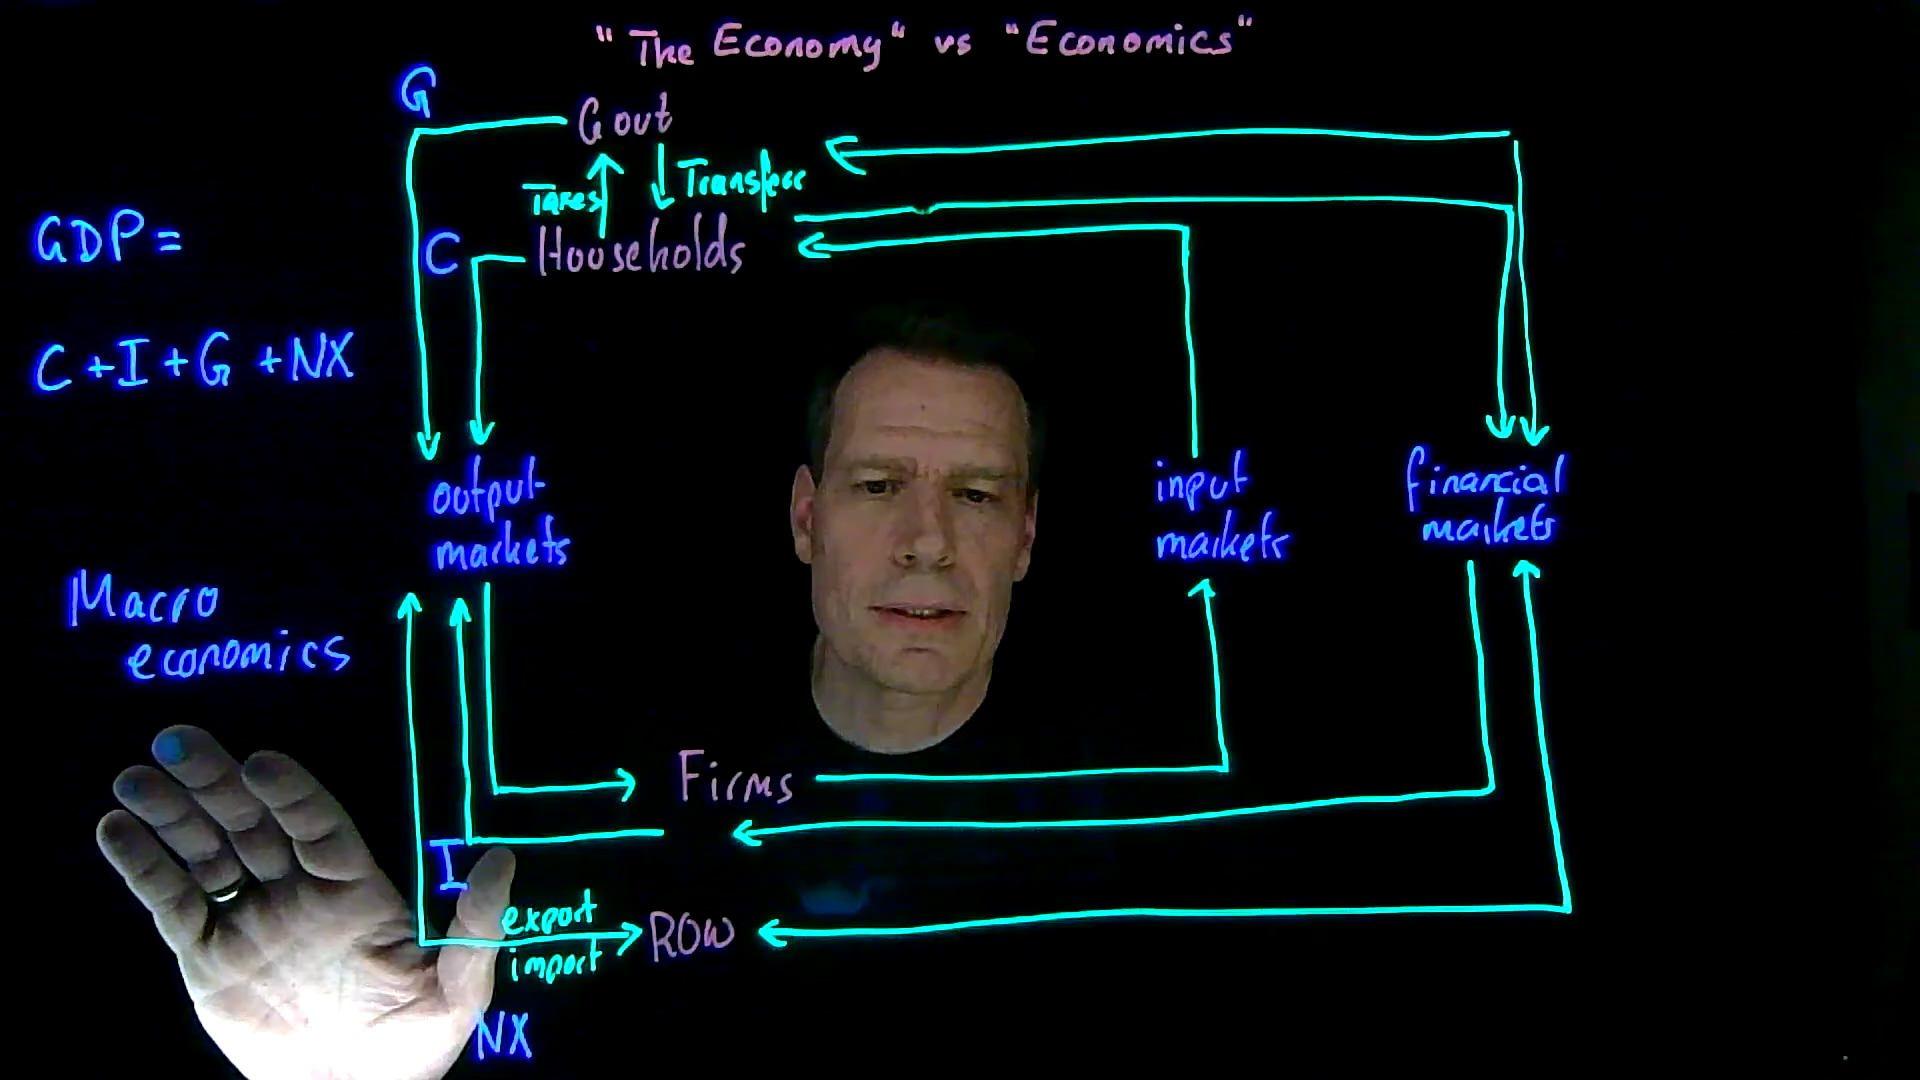 "The Economy" vs "Economics"
G
Gout
Taxes
Transfers
GDP =
C
Households
C + I + G + NX
output
markets
input
markets
financial
markets
Macro
economics
Firms
I
export
import
ROW
NX